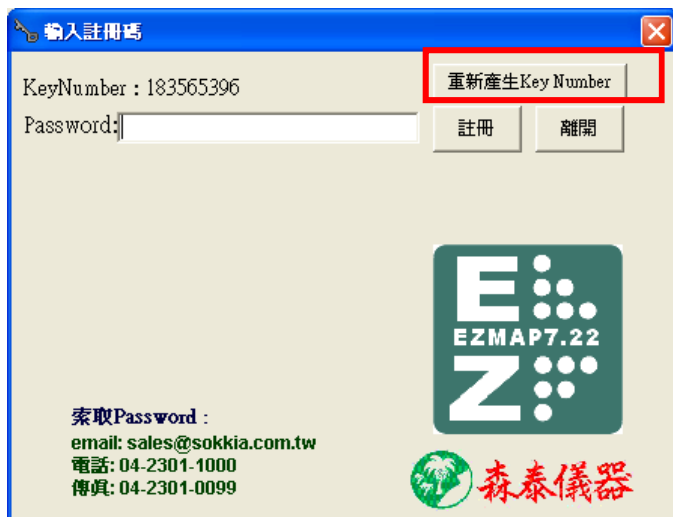 輸入註冊碼
KeyNumber : 183565396
重新產生Key Number
Password:
註冊
離開
E
EZMAP7.22
Z
索取Password :
email: sales@sokkia.com.tw
電話: 04-2301-1000
傳真: 04-2301-0099
森泰儀器